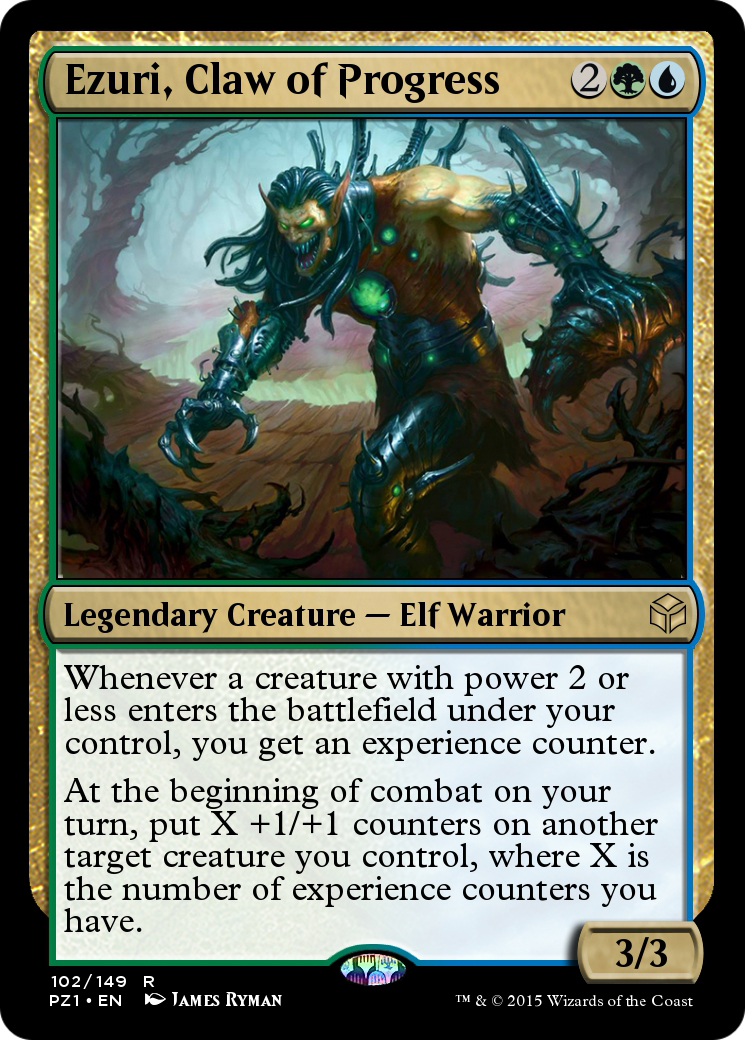 Ezuri, Claw of Progress 2
Legendary Creature — Elf Warrior
Whenever a creature with power 2 or
less enters the battlefield under your
control, you get an experience counter.
At the beginning of combat on your
turn, put X +1/+1 counters on another
target creature you control, where X is
the number of experience counters you
have.
3/3
102/149 R
PZ1 • EN James Ryman
™ & © 2015 Wizards of the Coast